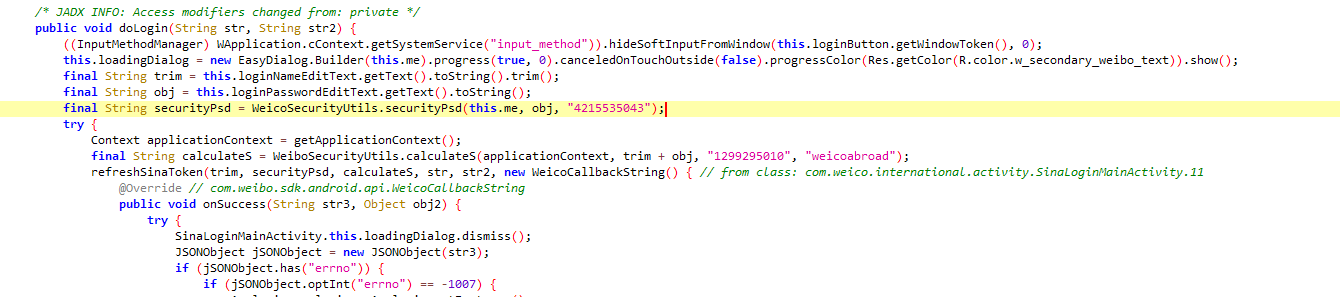 /* JADX INFO: Access modifiers changed from: private */
public void doLogin(String str, String str2) {
((InputMethodManager) WApplication.cContext.getSystemService("input_method")).hideSoftInputFromWindow(this.loginButton.getWindowToken(), 0);
this.loadingDialog = new EasyDialog.Builder(this.me).progress(true, 0).canceledOnTouchOutside(false).progressColor(Res.getColor(R.color.w_secondary_weibo_text)).show();
final String trim = this.loginNameEditText.getText().toString().trim();
final String obj = this.loginPasswordEditText.getText().toString();
final String securityPsd = WeicoSecurityUtils.securityPsd(this.me, obj, "4215535043");
try {
Context applicationContext = getApplicationContext();
final String calculateS = WeiboSecurityUtils.calculateS(applicationContext, trim + obj, "1299295010", "weicoabroad");
refreshSinaToken(trim, securityPsd, calculateS, str, str2, new WeicoCallbackString() { // from class: com.weico.international.activity.SinaLoginMainActivity.11
@Override // com.weibo.sdk.android.api.WeicoCallbackString
public void onSuccess(String str3, Object obj2) {
try {
SinaLoginMainActivity.this.loadingDialog.dismiss();
JSONObject jSONObject = new JSONObject(str3);
if (jSONObject.has("errno")) {
if (jSONObject.optInt("errno") == -1007) {